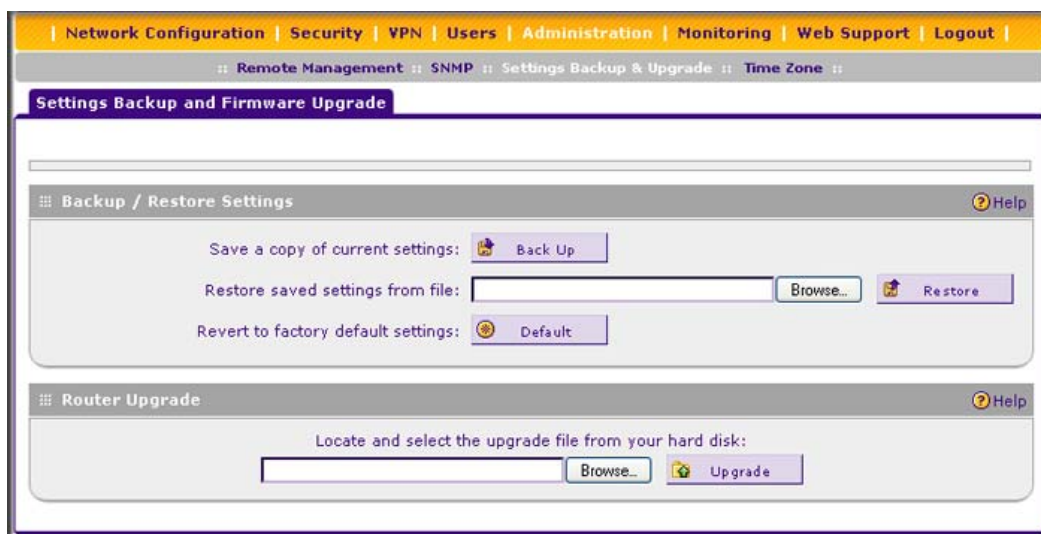 | Network Configuration | Security | VPN | Users | Administration | Monitoring | Web Support | Logout |
:: Remote Management :: SNMP :: Settings Backup & Upgrade :: Time Zone ::
Settings Backup and Firmware Upgrade
Backup / Restore Settings
Help
Save a copy of current settings: Back Up
Restore saved settings from file: Browse... Restore
Revert to factory default settings: Default
Router Upgrade
Help
Locate and select the upgrade file from your hard disk:
Browse... Upgrade